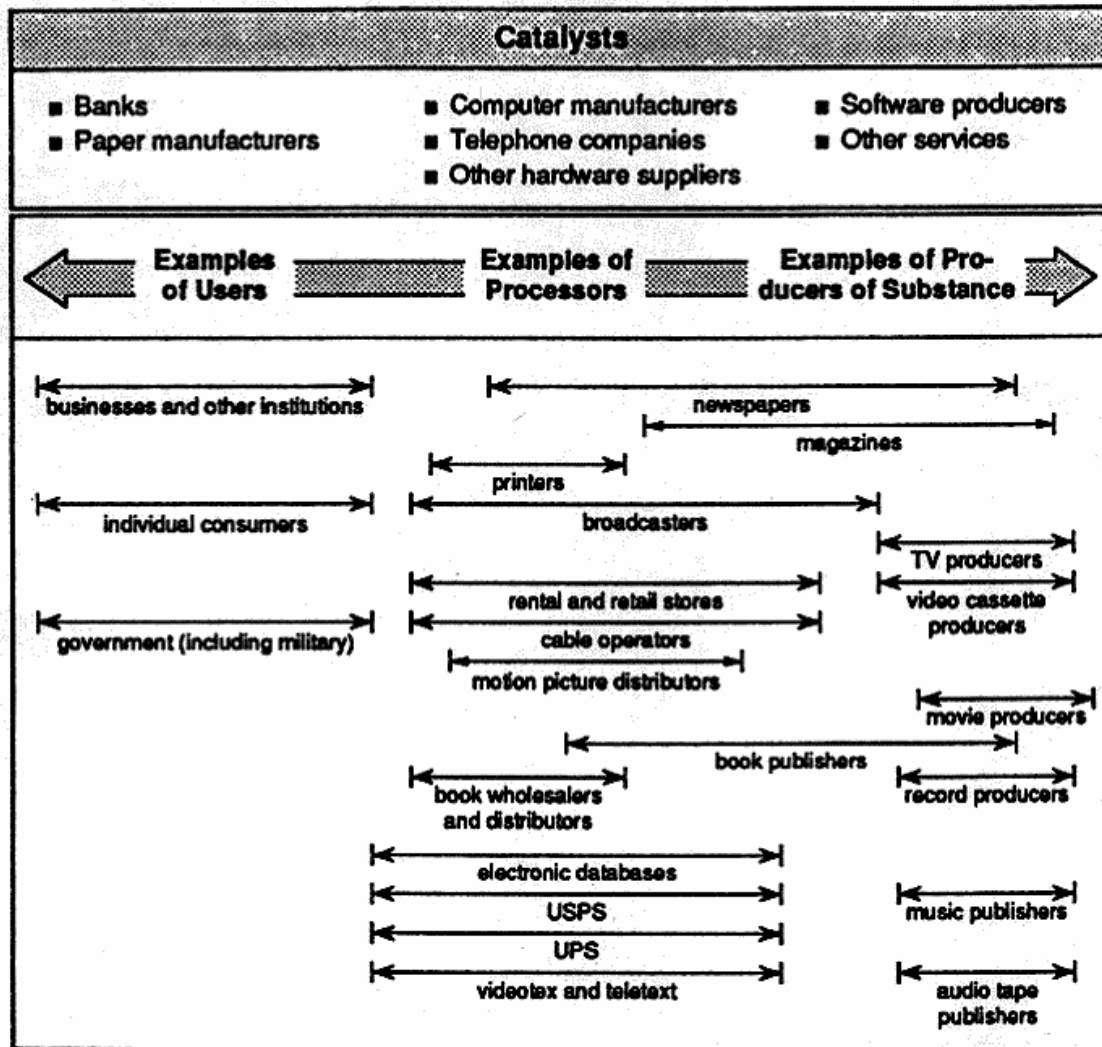 Catalysts
■ Banks
■ Paper manufacturers
■ Computer manufacturers
■ Telephone companies
■ Other hardware suppliers
■ Software producers
■ Other services
Examples
of Users
Examples of
Processors
Examples of Pro-
ducers of Substance
businesses and other institutions
newspapers
magazines
printers
individual consumers
broadcasters
TV producers
rental and retail stores
video cassette
producers
government (including military)
cable operators
motion picture distributors
movie producers
book publishers
book wholesalers
and distributors
record producers
electronic databases
USPS
music publishers
UPS
videotex and teletext
audio tape
publishers